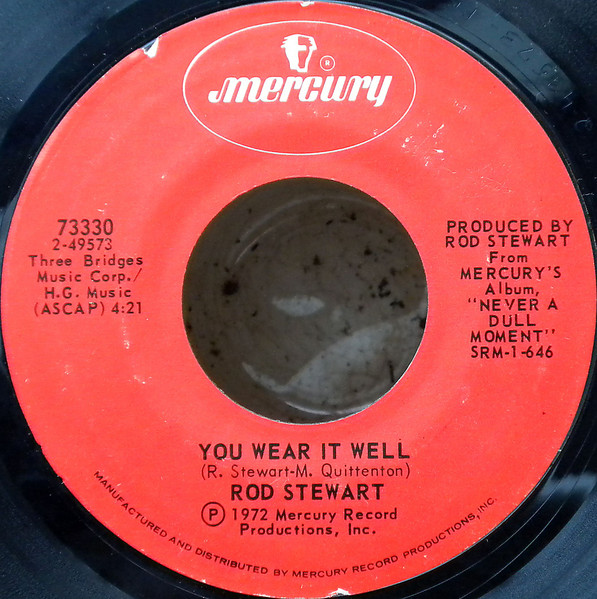 mercury
®
73330
2-49573
Three Bridges
Music Corp./
H.G. Music
(ASCAP) 4:21
PRODUCED BY
ROD STEWART
From
MERCURY'S
Album,
"NEVER A
DULL
MOMENT"
SRM-1-646
YOU WEAR IT WELL
(R. Stewart-M. Quittenton)
ROD STEWART
Ⓟ 1972 Mercury Record
Productions, Inc.
MANUFACTURED AND DISTRIBUTED BY MERCURY RECORD PRODUCTIONS, INC.